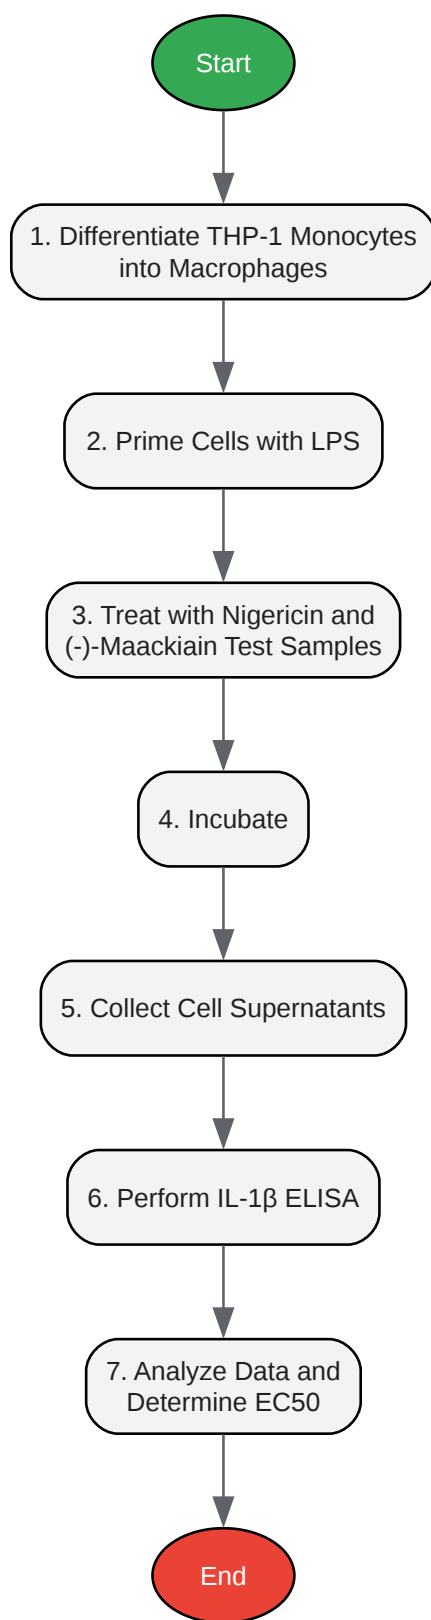 Start
1. Differentiate THP-1 Monocytes
into Macrophages
2. Prime Cells with LPS
3. Treat with Nigericin and
(-)-Maackiain Test Samples
4. Incubate
5. Collect Cell Supernatants
6. Perform IL-1β ELISA
7. Analyze Data and
Determine EC50
End